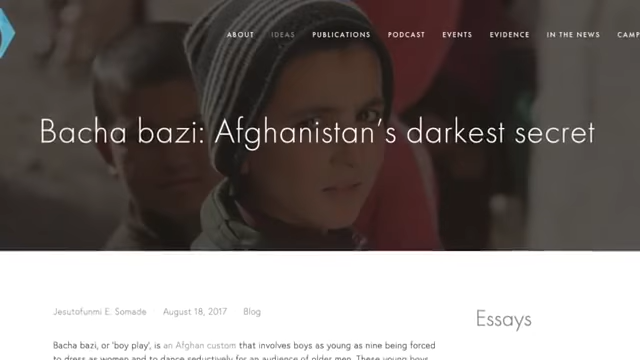 ABOUT IDEAS PUBLICATIONS PODCAST EVENTS EVIDENCE IN THE NEWS CAMP
Bacha bazi: Afghanistan's darkest secret
Jesutofunmi E. Somade August 18, 2017 Blog
Essays
Bacha bazi, or 'boy play', is an Afghan custom that involves boys as young as nine being forced
to dress as women and to dance seductively for an audience of older men. These young boys